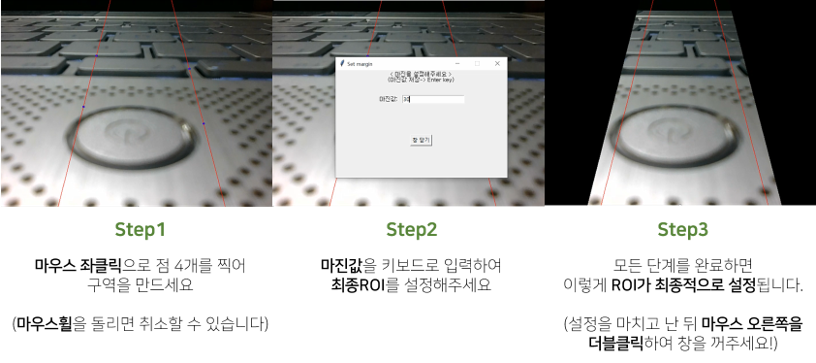 Set margin
< 마진을 설정해주세요 >
(마진값 저장-> Enter key)
마진값:
30
창 닫기
Step1
마우스 좌클릭으로 점 4개를 찍어
구역을 만드세요
(마우스휠을 돌리면 취소할 수 있습니다)
Step2
마진값을 키보드로 입력하여
최종ROI를 설정해주세요
Step3
모든 단계를 완료하면
이렇게 ROI가 최종적으로 설정됩니다.
(설정을 마치고 난 뒤 마우스 오른쪽을
더블클릭하여 창을 꺼주세요!)